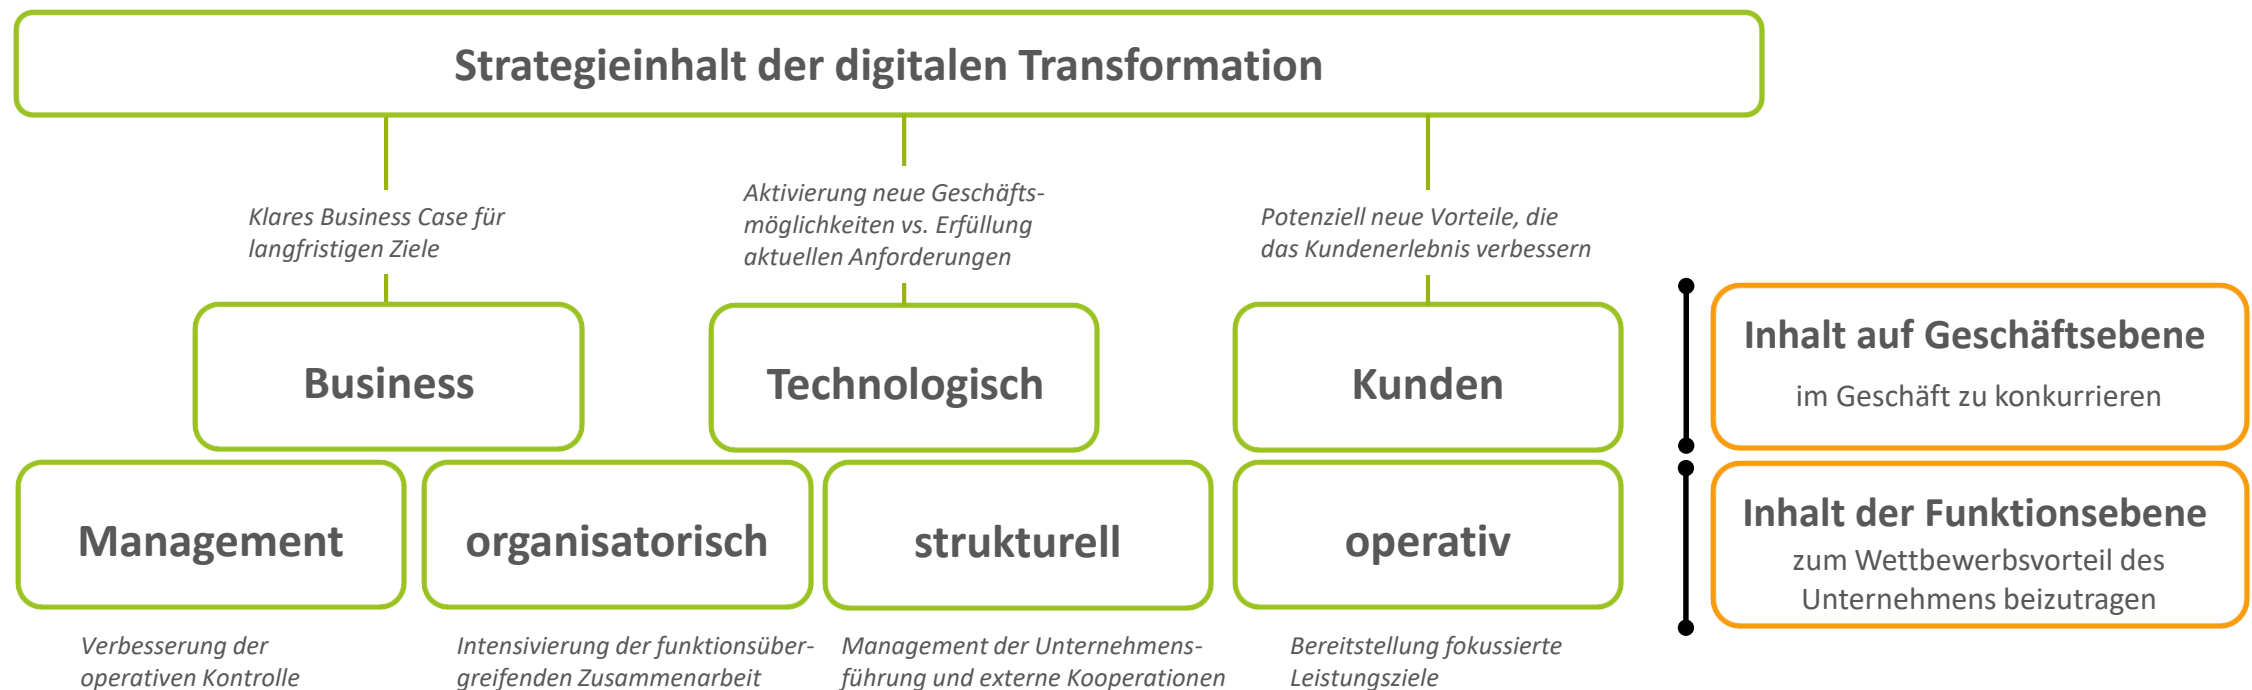 Strategieinhalt der digitalen Transformation
Klares Business Case für
langfristigen Ziele
Aktivierung neue Geschäfts-
möglichkeiten vs. Erfüllung
aktuellen Anforderungen
Potenziell neue Vorteile, die
das Kundenerlebnis verbessern
Business
Technologisch
Kunden
Inhalt auf Geschäftsebene
im Geschäft zu konkurrieren
Management
organisatorisch
strukturell
operativ
Inhalt der Funktionsebene
zum Wettbewerbsvorteil des
Unternehmens beizutragen
Verbesserung der
operativen Kontrolle
Intensivierung der funktionsüber-
greifenden Zusammenarbeit
Management der Unternehmens-
führung und externe Kooperationen
Bereitstellung fokussierte
Leistungsziele